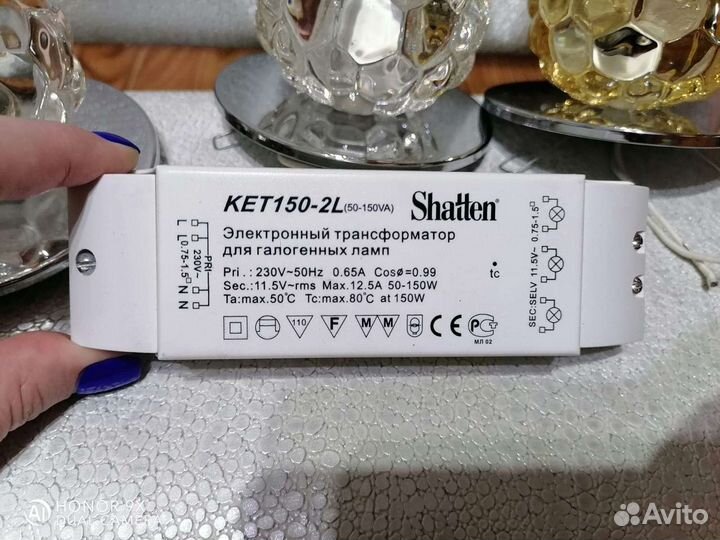 KET150-2L (50-150VA) Shatten
Электронный трансформатор
для галогенных ламп
Pri.: 230V~50Hz 0.65A Cosø=0.99
Sec.: 11.5V~rms Max. 12.5A 50-150W
Ta:max.50°C Tc:max.80°C at 150W
tc
L L
0.75-1.5□
N N
230V~
PRI
SEC:SELV 11.5V~ 0.75-1.5□
110
F
M M
CE
РСТ
МЛ 02
AI HONOR 9X
DUAL CAMERA
Avito